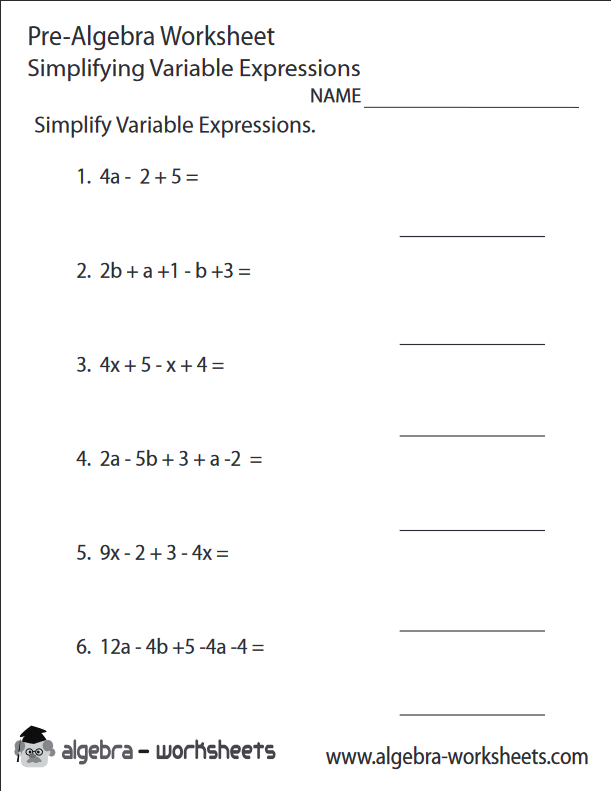 Pre-Algebra Worksheet
Simplifying Variable Expressions
NAME
Simplify Variable Expressions.
1. 4a - 2 + 5 =
2. 2b + a +1 - b +3 =
3. 4x + 5 - x + 4 =
4. 2a - 5b + 3 + a -2 =
5. 9x - 2 + 3 - 4x =
6. 12a - 4b +5 -4a -4 =
algebra - worksheets
www.algebra-worksheets.com